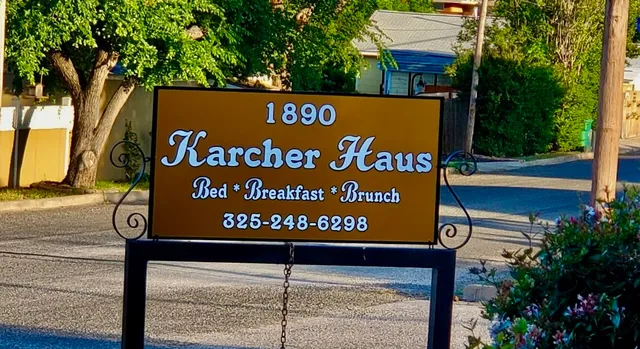 1890
Karcher Haus
Bed * Breakfast * Brunch
325-248-6298